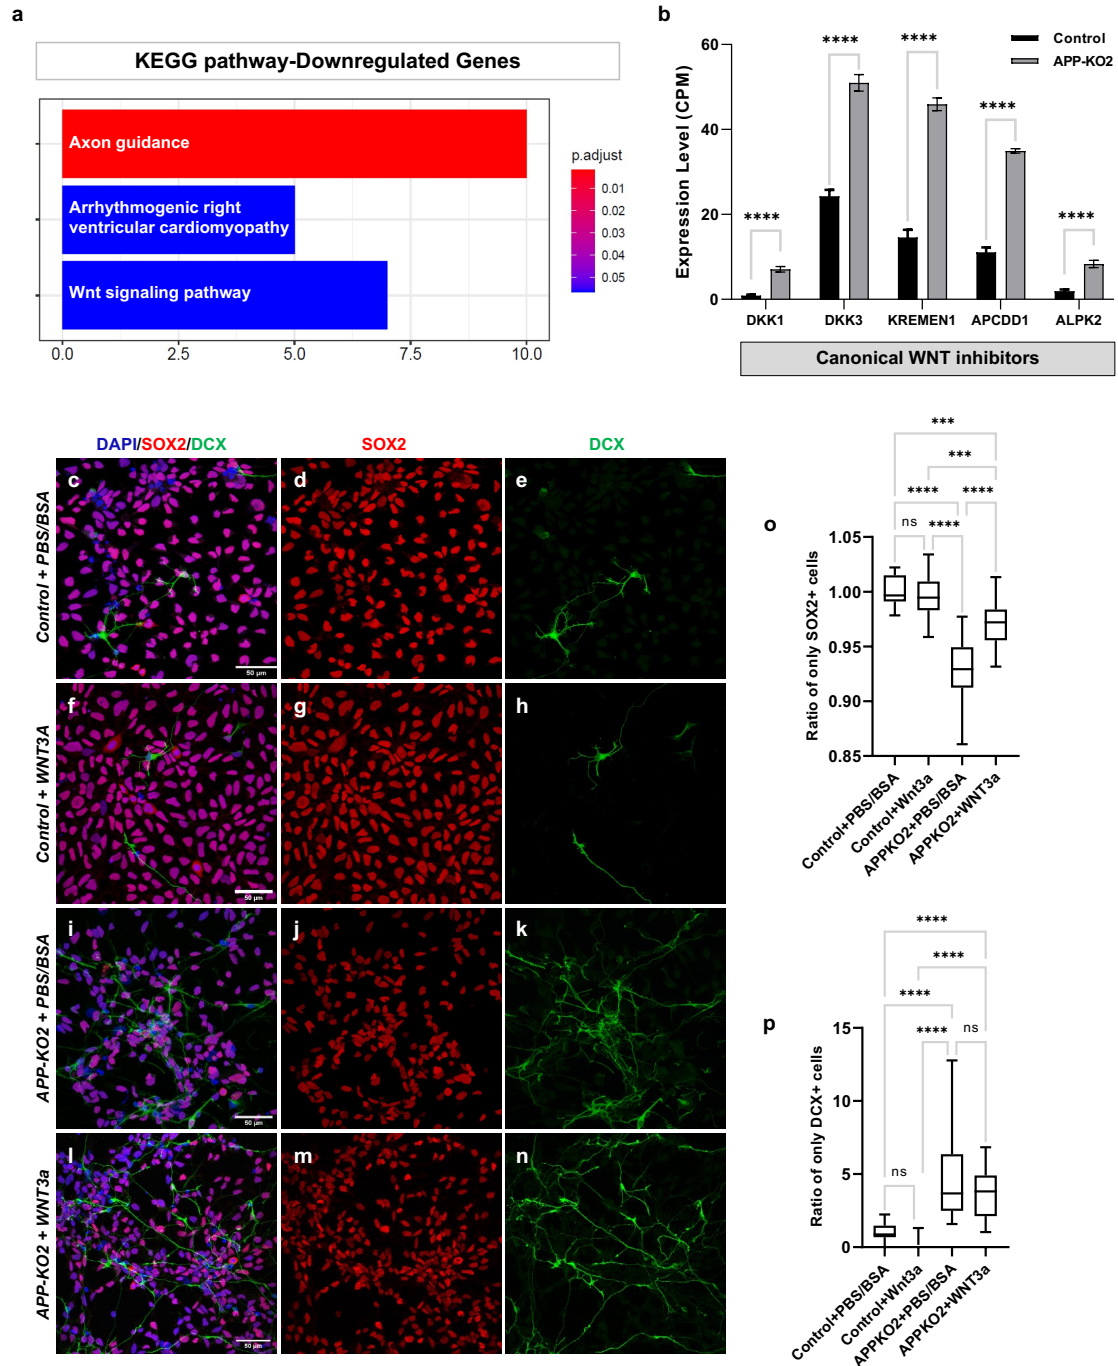 a
KEGG pathway-Downregulated Genes
Axon guidance
Arrhythmogenic right
ventricular cardiomyopathy
Wnt signaling pathway
0.0 2.5 5.0 7.5 10.0
p.adjust
0.01
0.02
0.03
0.04
0.05
b
Control
APP-KO2
Expression Level (CPM)
60
40
20
0
**** **** **** **** ****
DKK1 DKK3 KREMEN1 APCDD1 ALPK2
Canonical WNT inhibitors
DAPI/SOX2/DCX SOX2 DCX
Control + PBS/BSA
c d e
50 µm
Control + WNT3A
f g h
50 µm
APP-KO2 + PBS/BSA
i j k
50 µm
APP-KO2 + WNT3a
l m n
50 µm
o
***
***
**** ****
ns ****
Ratio of only SOX2+ cells
1.05
1.00
0.95
0.90
0.85
Control+PBS/BSA
Control+Wnt3a
APPKO2+PBS/BSA
APPKO2+WNT3a
p
****
****
****
**** ns
ns
Ratio of only DCX+ cells
15
10
5
0
Control+PBS/BSA
Control+Wnt3a
APPKO2+PBS/BSA
APPKO2+WNT3a